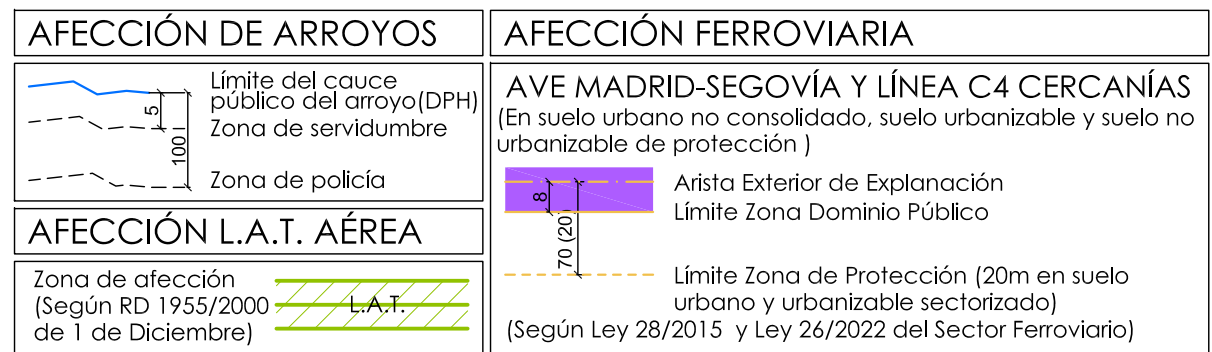 AFECCIÓN DE ARROYOS
Límite del cauce
público del arroyo(DPH)
5
Zona de servidumbre
100
Zona de policía
AFECCIÓN L.A.T. AÉREA
Zona de afección
(Según RD 1955/2000
de 1 de Diciembre)
L.A.T.
AFECCIÓN FERROVIARIA
AVE MADRID-SEGOVÍA Y LÍNEA C4 CERCANÍAS
(En suelo urbano no consolidado, suelo urbanizable y suelo no
urbanizable de protección )
8
Arista Exterior de Explanación
Límite Zona Dominio Público
70 (20)
Límite Zona de Protección (20m en suelo
urbano y urbanizable sectorizado)
(Según Ley 28/2015 y Ley 26/2022 del Sector Ferroviario)